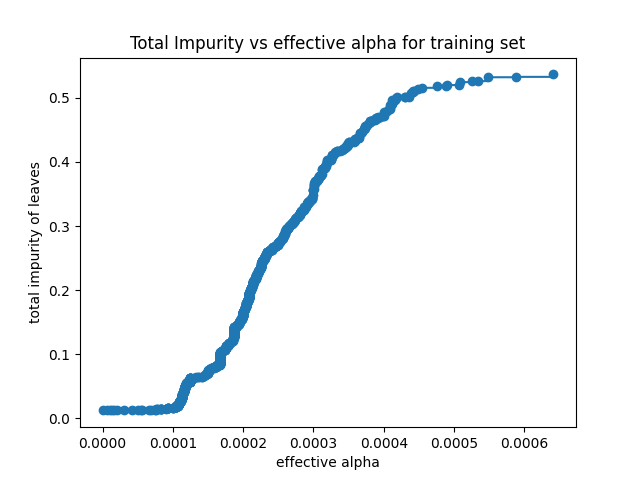 Total Impurity vs effective alpha for training set
total impurity of leaves
0.5
0.4
0.3
0.2
0.1
0.0
0.0000 0.0001 0.0002 0.0003 0.0004 0.0005 0.0006
effective alpha